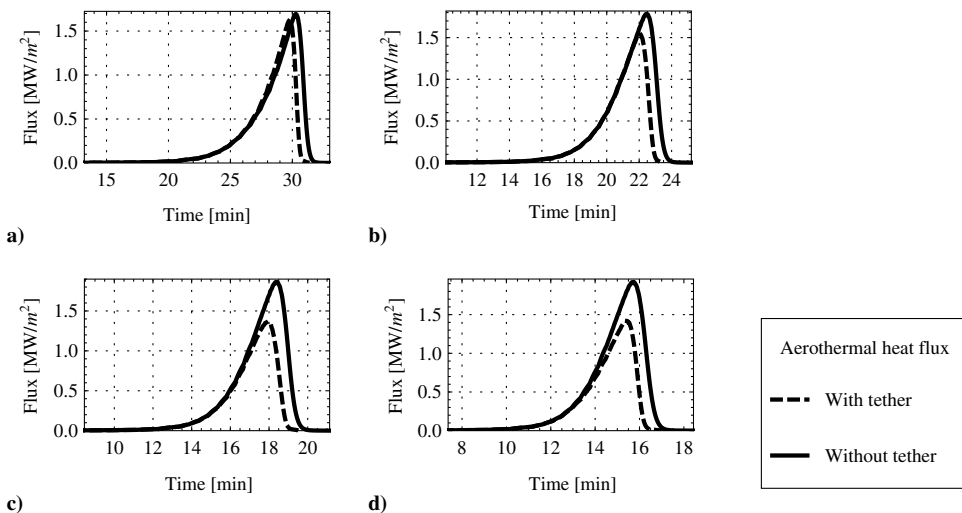 Flux [MW/m²]
1.5
1.0
0.5
0.0
15 20 25 30
Time [min]
a)
Flux [MW/m²]
1.5
1.0
0.5
0.0
12 14 16 18 20 22 24
Time [min]
b)
Flux [MW/m²]
1.5
1.0
0.5
0.0
10 12 14 16 18 20
Time [min]
c)
Flux [MW/m²]
1.5
1.0
0.5
0.0
8 10 12 14 16 18
Time [min]
d)
Aerothermal heat flux
With tether
Without tether